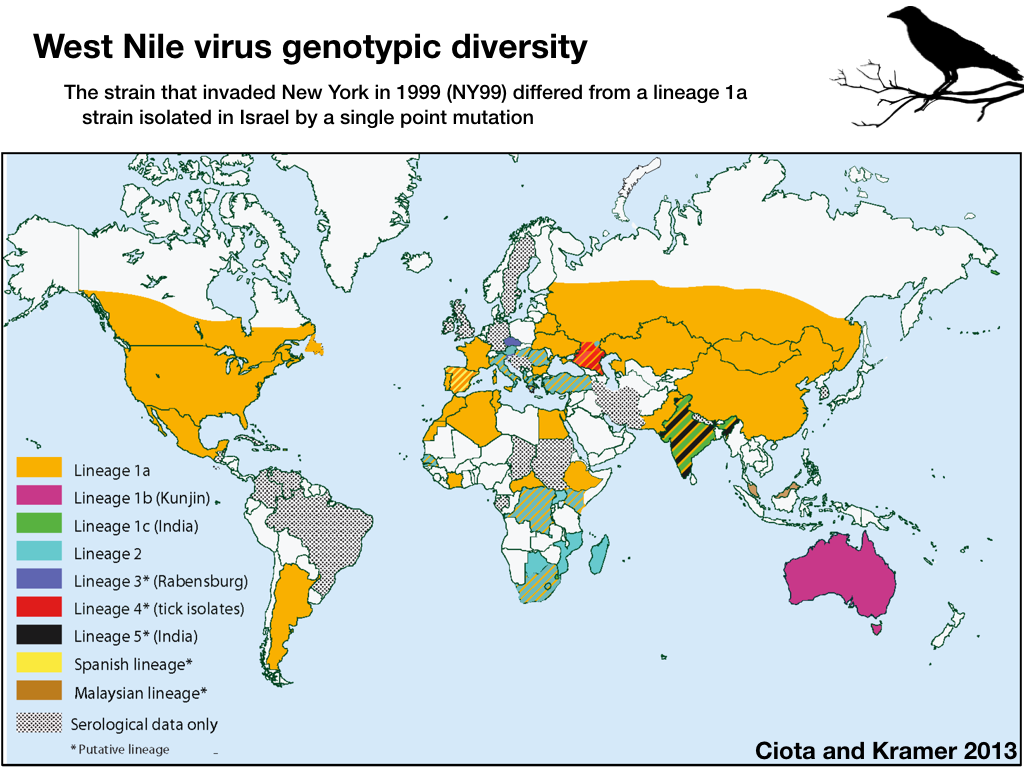 West Nile virus genotypic diversity
The strain that invaded New York in 1999 (NY99) differed from a lineage 1a
strain isolated in Israel by a single point mutation
Lineage 1a
Lineage 1b (Kunjin)
Lineage 1c (India)
Lineage 2
Lineage 3* (Rabensburg)
Lineage 4* (tick isolates)
Lineage 5* (India)
Spanish lineage*
Malaysian lineage*
Serological data only
* Putative lineage
Ciota and Kramer 2013